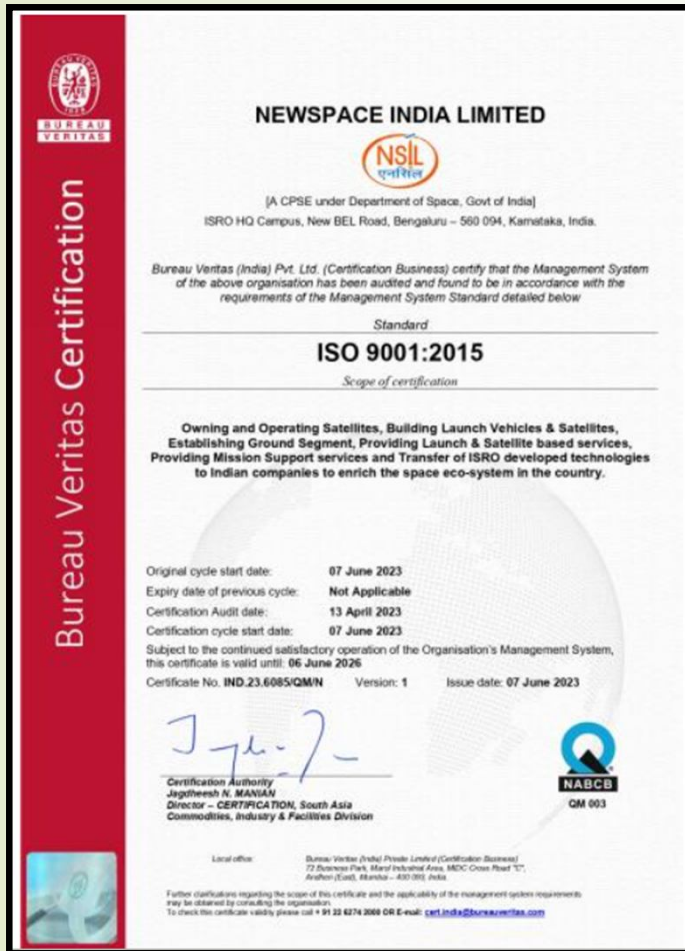 BUREAU
VERITAS
Bureau Veritas Certification
NEWSPACE INDIA LIMITED
NSIL
एनसिल
[A CPSE under Department of Space, Govt of India]
ISRO HQ Campus, New BEL Road, Bengaluru – 560 094, Karnataka, India.
Bureau Veritas (India) Pvt. Ltd. (Certification Business) certify that the Management System
of the above organisation has been audited and found to be in accordance with the
requirements of the Management System Standard detailed below
Standard
ISO 9001:2015
Scope of certification
Owning and Operating Satellites, Building Launch Vehicles & Satellites,
Establishing Ground Segment, Providing Launch & Satellite based services,
Providing Mission Support services and Transfer of ISRO developed technologies
to Indian companies to enrich the space eco-system in the country.
Original cycle start date: 07 June 2023
Expiry date of previous cycle: Not Applicable
Certification Audit date: 13 April 2023
Certification cycle start date: 07 June 2023
Subject to the continued satisfactory operation of the Organisation's Management System,
this certificate is valid until: 06 June 2026
Certificate No. IND.23.6085/QM/N Version: 1 Issue date: 07 June 2023
Certification Authority
Jagdheesh N. MANIAN
Director – CERTIFICATION, South Asia
Commodities, Industry & Facilities Division
NABCB
QM 003
Local office: Bureau Veritas (India) Private Limited (Certification Business)
72 Business Park, Marol Industrial Area, MIDC Cross Road "C",
Andheri (East), Mumbai – 400 093, India.
Further clarifications regarding the scope of this certificate and the applicability of the management system requirements
may be obtained by consulting the organisation.
To check this certificate validity please call + 91 22 6274 2000 OR E-mail: cert.india@bureauveritas.com